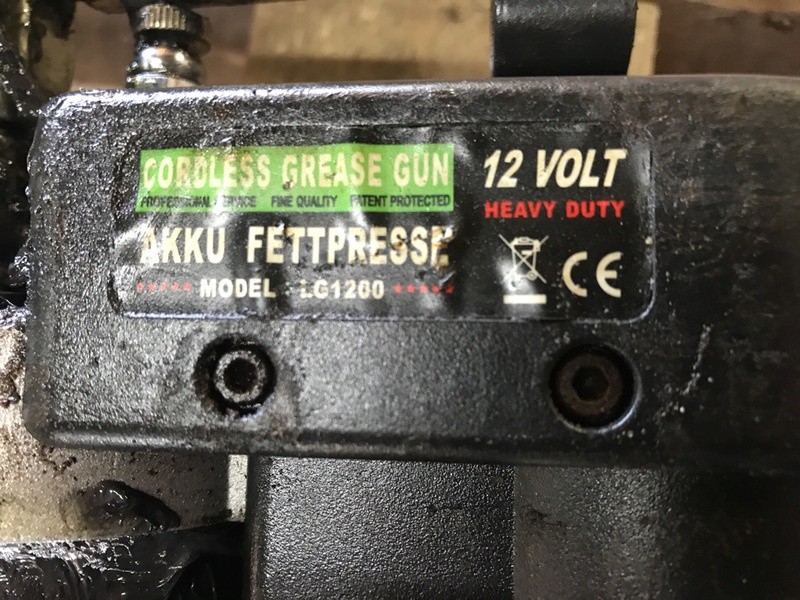 CORDLESS GREASE GUN
PROFESSIONAL SERVICE FINE QUALITY PATENT PROTECTED
AKKU FETTPRESSE
***** MODEL : LG1200 *****
12 VOLT
HEAVY DUTY
CE